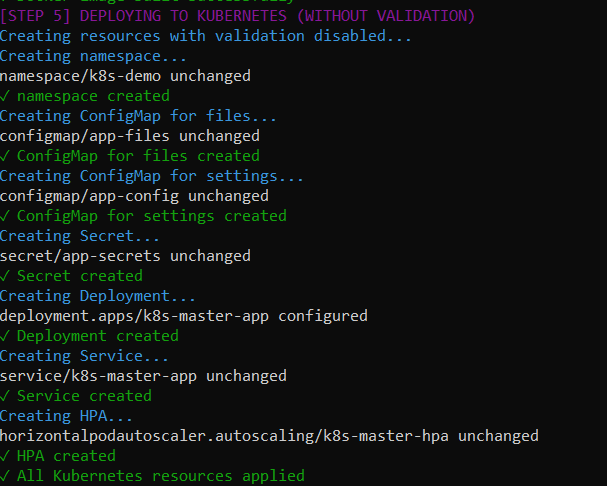 [STEP 5] DEPLOYING TO KUBERNETES (WITHOUT VALIDATION)
Creating resources with validation disabled...
Creating namespace...
namespace/k8s-demo unchanged
✓ namespace created
Creating ConfigMap for files...
configmap/app-files unchanged
✓ ConfigMap for files created
Creating ConfigMap for settings...
configmap/app-config unchanged
✓ ConfigMap for settings created
Creating Secret...
secret/app-secrets unchanged
✓ Secret created
Creating Deployment...
deployment.apps/k8s-master-app configured
✓ Deployment created
Creating Service...
service/k8s-master-app unchanged
✓ Service created
Creating HPA...
horizontalpodautoscaler.autoscaling/k8s-master-hpa unchanged
✓ HPA created
✓ All Kubernetes resources applied